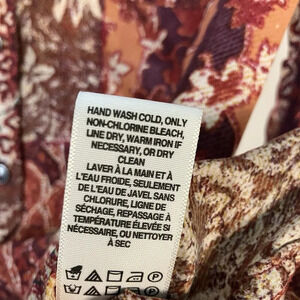 HAND WASH COLD, ONLY
NON-CHLORINE BLEACH,
LINE DRY, WARM IRON IF
NECESSARY, OR DRY
CLEAN
LAVER À LA MAIN ET À
L'EAU FROIDE, SEULEMENT
DE L'EAU DE JAVEL SANS
CHLORURE, LIGNE DE
SÉCHAGE, REPASSAGE À
TEMPÉRATURE ÉLEVÉE SI
NÉCESSAIRE, OU NETTOYER
À SEC